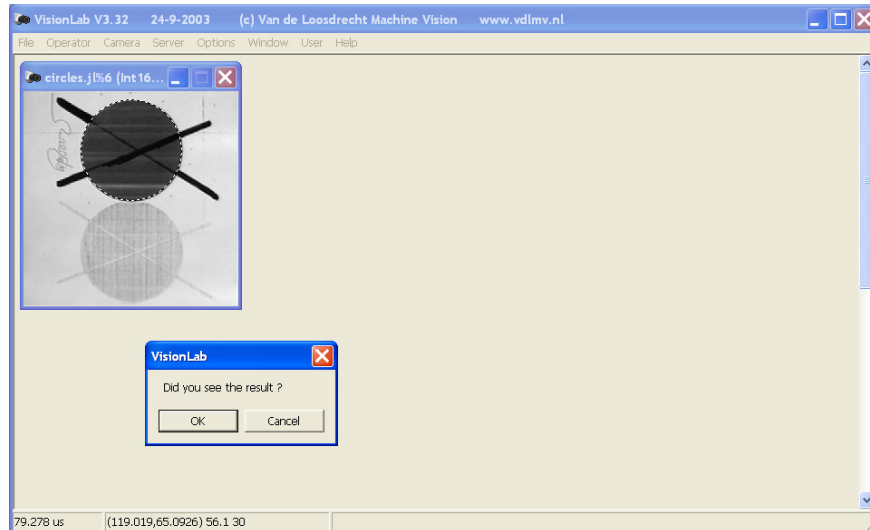 VisionLab V3.32 24-9-2003 (c) Van de Loosdrecht Machine Vision www.vdlmv.nl
File Operator Camera Server Options Window User Help
circles.jl%6 (Int16...
VisionLab
Did you see the result ?
OK Cancel
79.278 us (119.019,65.0926) 56.1 30